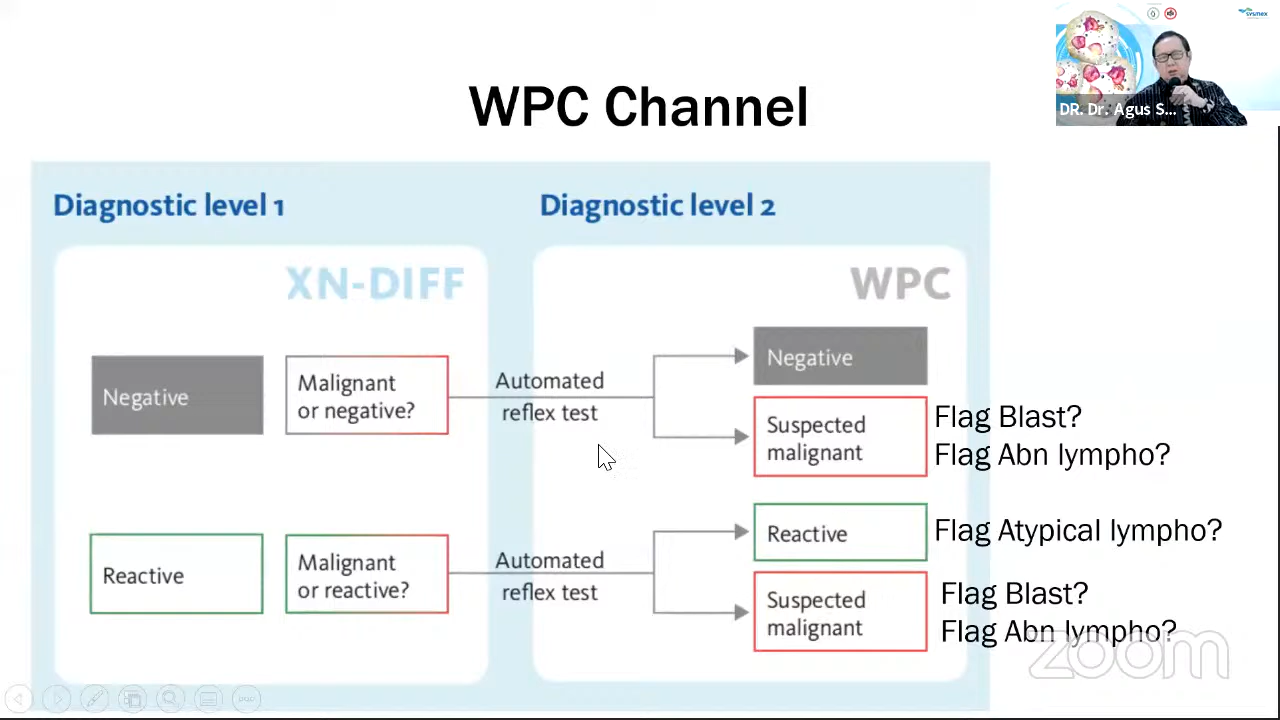 sysmex
DR. Dr. Agus S...
WPC Channel
Diagnostic level 1
Diagnostic level 2
XN-DIFF
WPC
Negative
Malignant
or negative?
Automated
reflex test
Negative
Suspected
malignant
Flag Blast?
Flag Abn lympho?
Reactive
Malignant
or reactive?
Automated
reflex test
Reactive
Flag Atypical lympho?
Suspected
malignant
Flag Blast?
Flag Abn lympho?
zoom